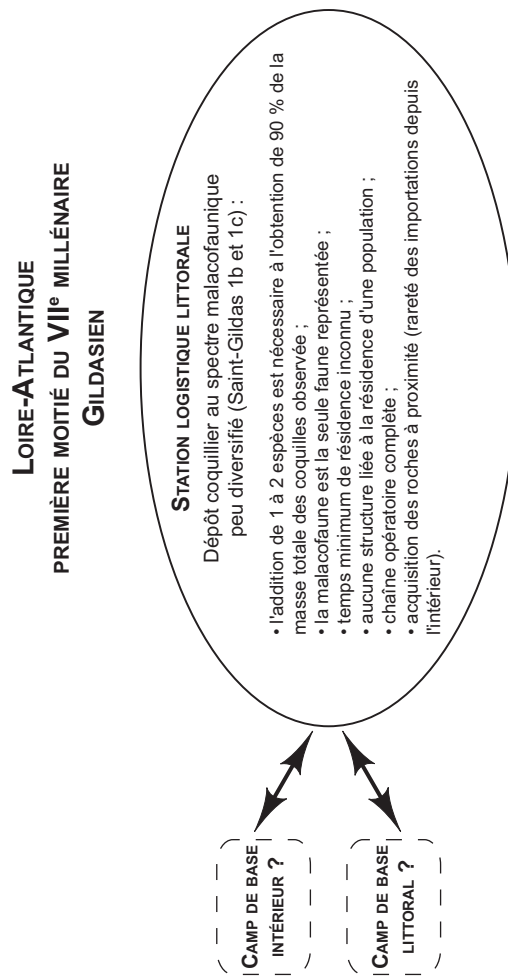 LOIRE-ATLANTIQUE
PREMIÈRE MOITIÉ DU VIIe MILLÉNAIRE
GILDASIEN
STATION LOGISTIQUE LITTORALE
Dépôt coquillier au spectre malacofaunique
peu diversifié (Saint-Gildas 1b et 1c) :
• l'addition de 1 à 2 espèces est nécessaire à l'obtention de 90 % de la
masse totale des coquilles observée ;
• la malacofaune est la seule faune représentée ;
• temps minimum de résidence inconnu ;
• aucune structure liée à la résidence d'une population ;
• chaîne opératoire complète ;
• acquisition des roches à proximité (rareté des importations depuis
l'intérieur).
CAMP DE BASE
INTÉRIEUR ?
CAMP DE BASE
LITTORAL ?